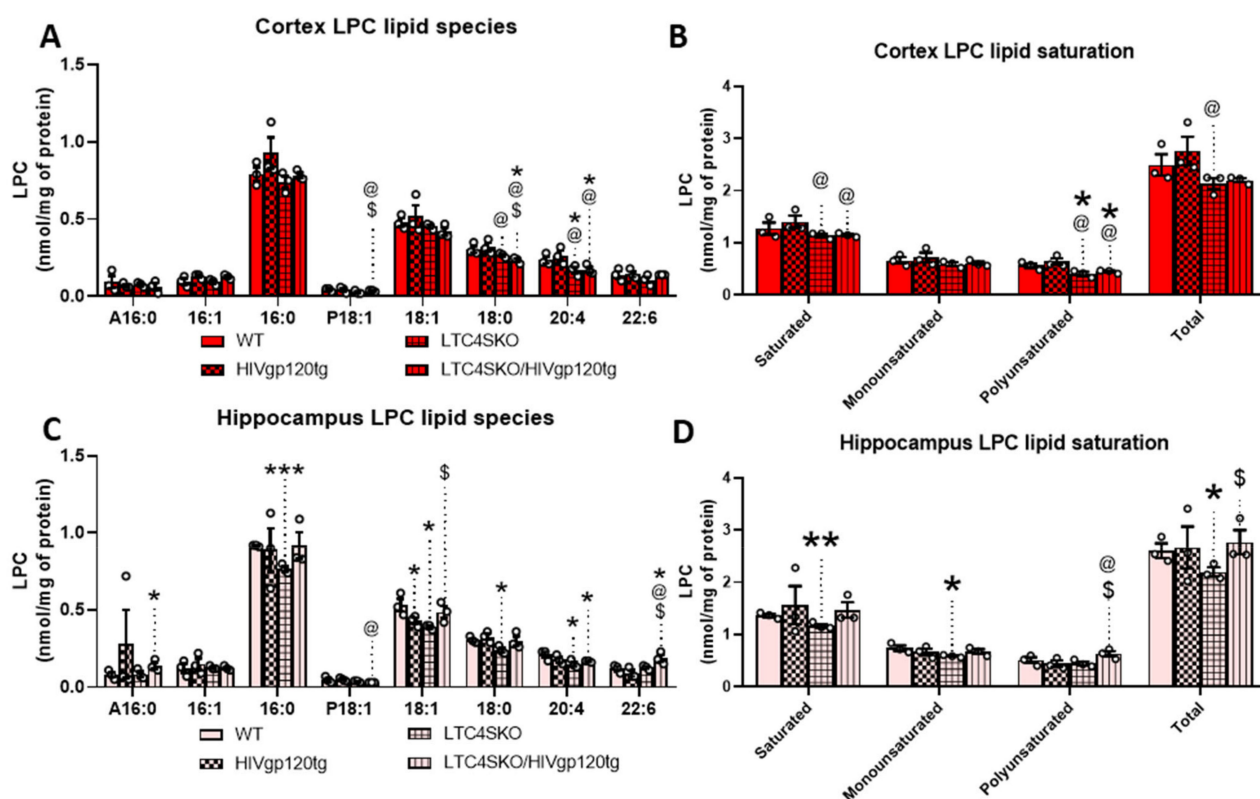 A
Cortex LPC lipid species
LPC
(nmol/mg of protein)
1.5
1.0
0.5
0.0
@
$
@
*
@
$
*
@
*
@
A16:0 16:1 16:0 P18:1 18:1 18:0 20:4 22:6
WT
LTC4SKO
HIVgp120tg
LTC4SKO/HIVgp120tg
B
Cortex LPC lipid saturation
LPC
(nmol/mg of protein)
4
3
2
1
0
@
@
*
@
*
@
@
Saturated
Monounsaturated
Polyunsaturated
Total
C
Hippocampus LPC lipid species
LPC
(nmol/mg of protein)
1.5
1.0
0.5
0.0
*
****
@
*
*
$
*
*
*
*
@
$
A16:0 16:1 16:0 P18:1 18:1 18:0 20:4 22:6
WT
LTC4SKO
HIVgp120tg
LTC4SKO/HIVgp120tg
D
Hippocampus LPC lipid saturation
LPC
(nmol/mg of protein)
4
3
2
1
0
**
*
@
$
*
$
Saturated
Monounsaturated
Polyunsaturated
Total